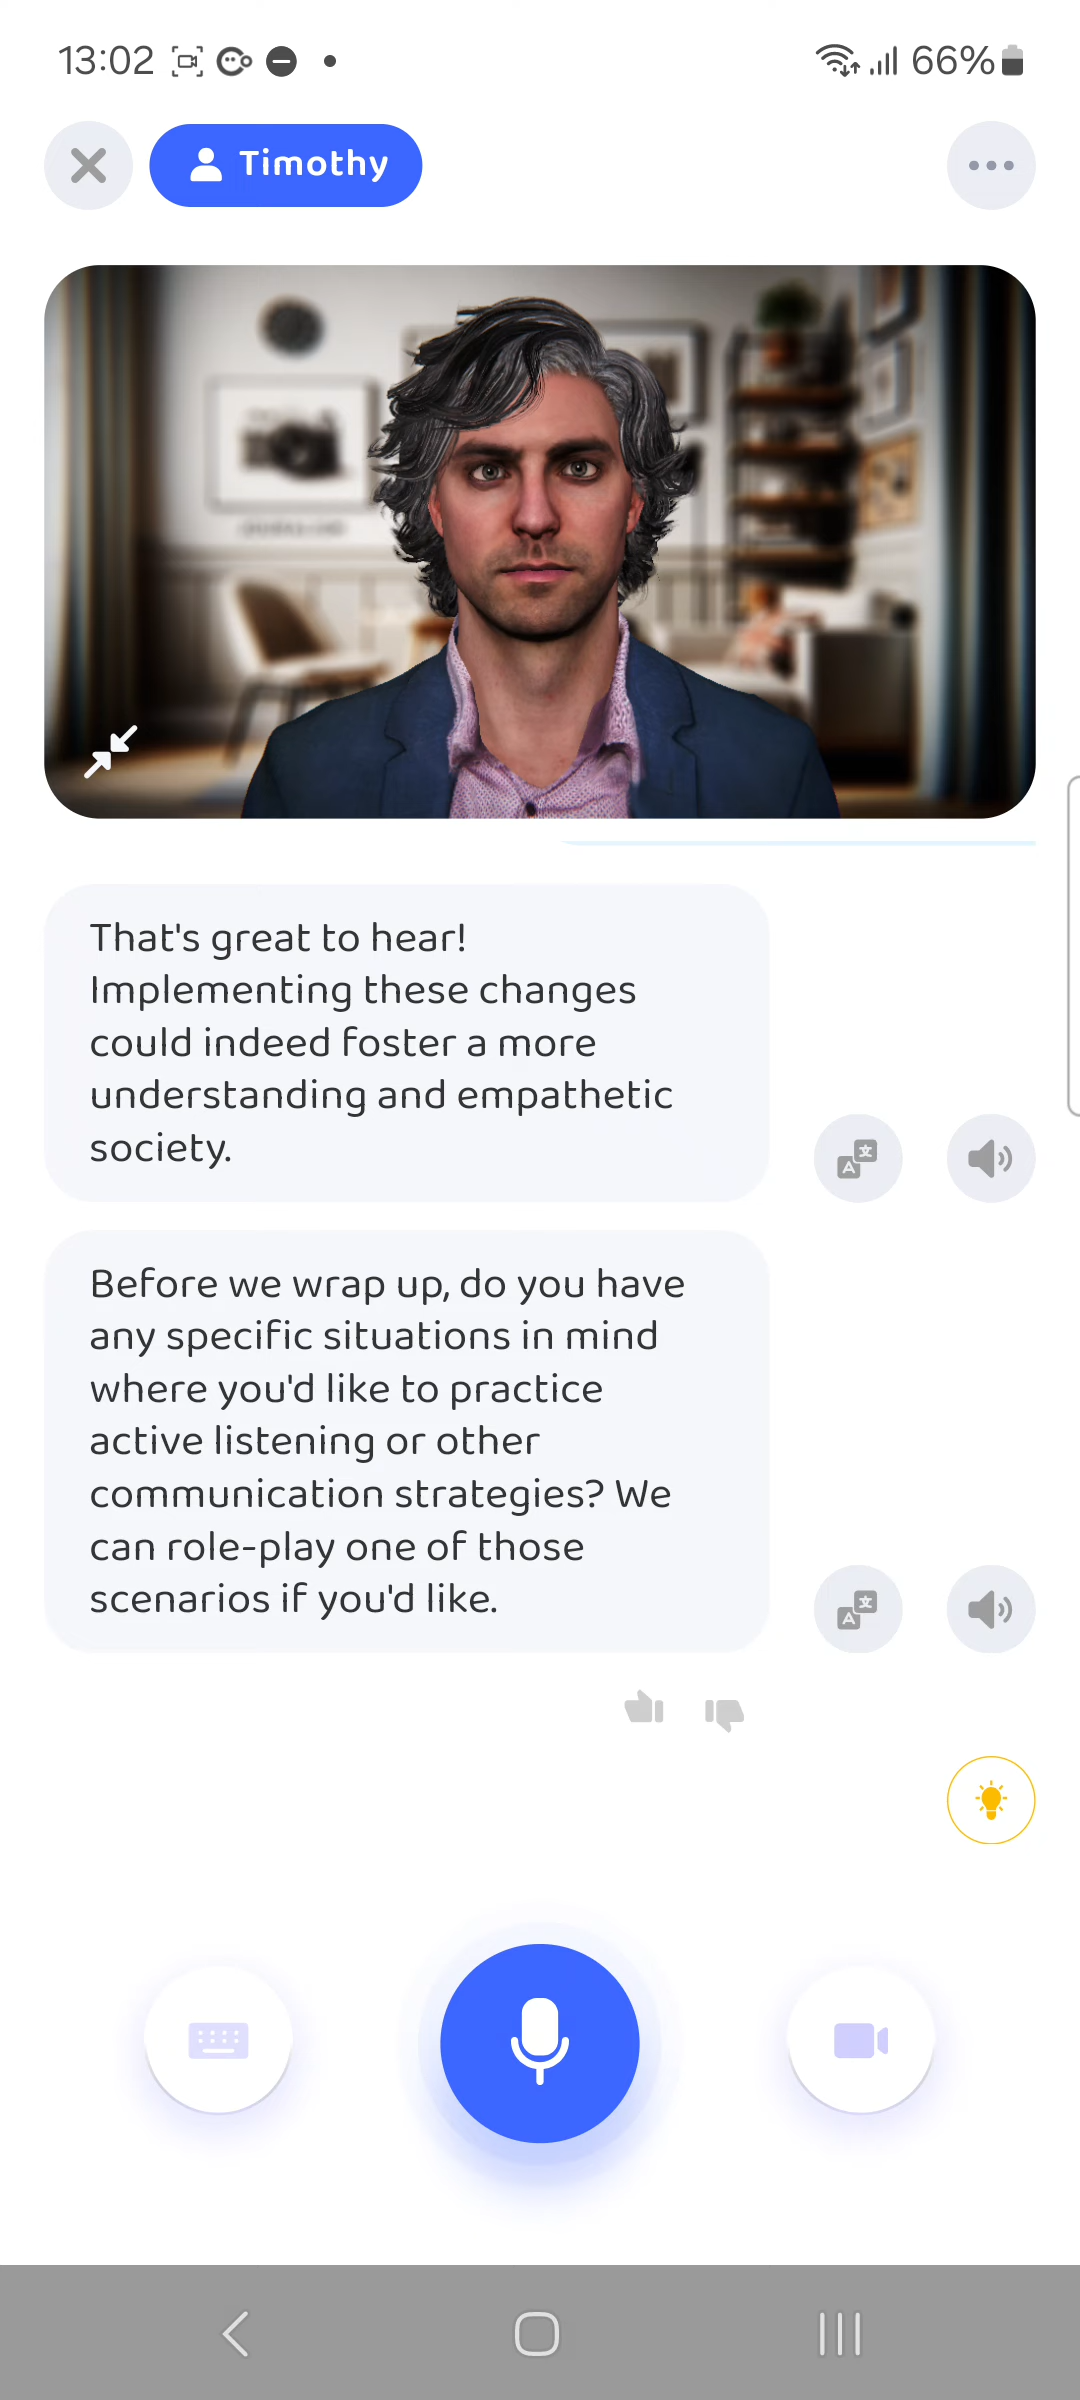 13:02
66%
Timothy
That's great to hear!
Implementing these changes
could indeed foster a more
understanding and empathetic
society.
Before we wrap up, do you have
any specific situations in mind
where you'd like to practice
active listening or other
communication strategies? We
can role-play one of those
scenarios if you'd like.